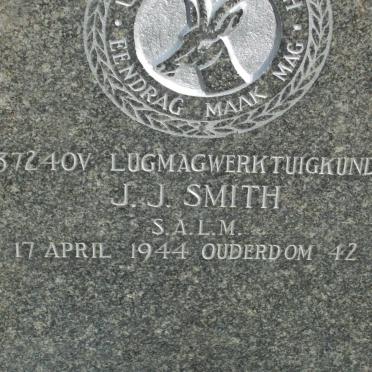 EENDRAG MAAK MAG
37240V LUGMAGWERKTUIGKUND
J. J. SMITH
S.A.L.M.
17 APRIL 1944 OUDERDOM 42